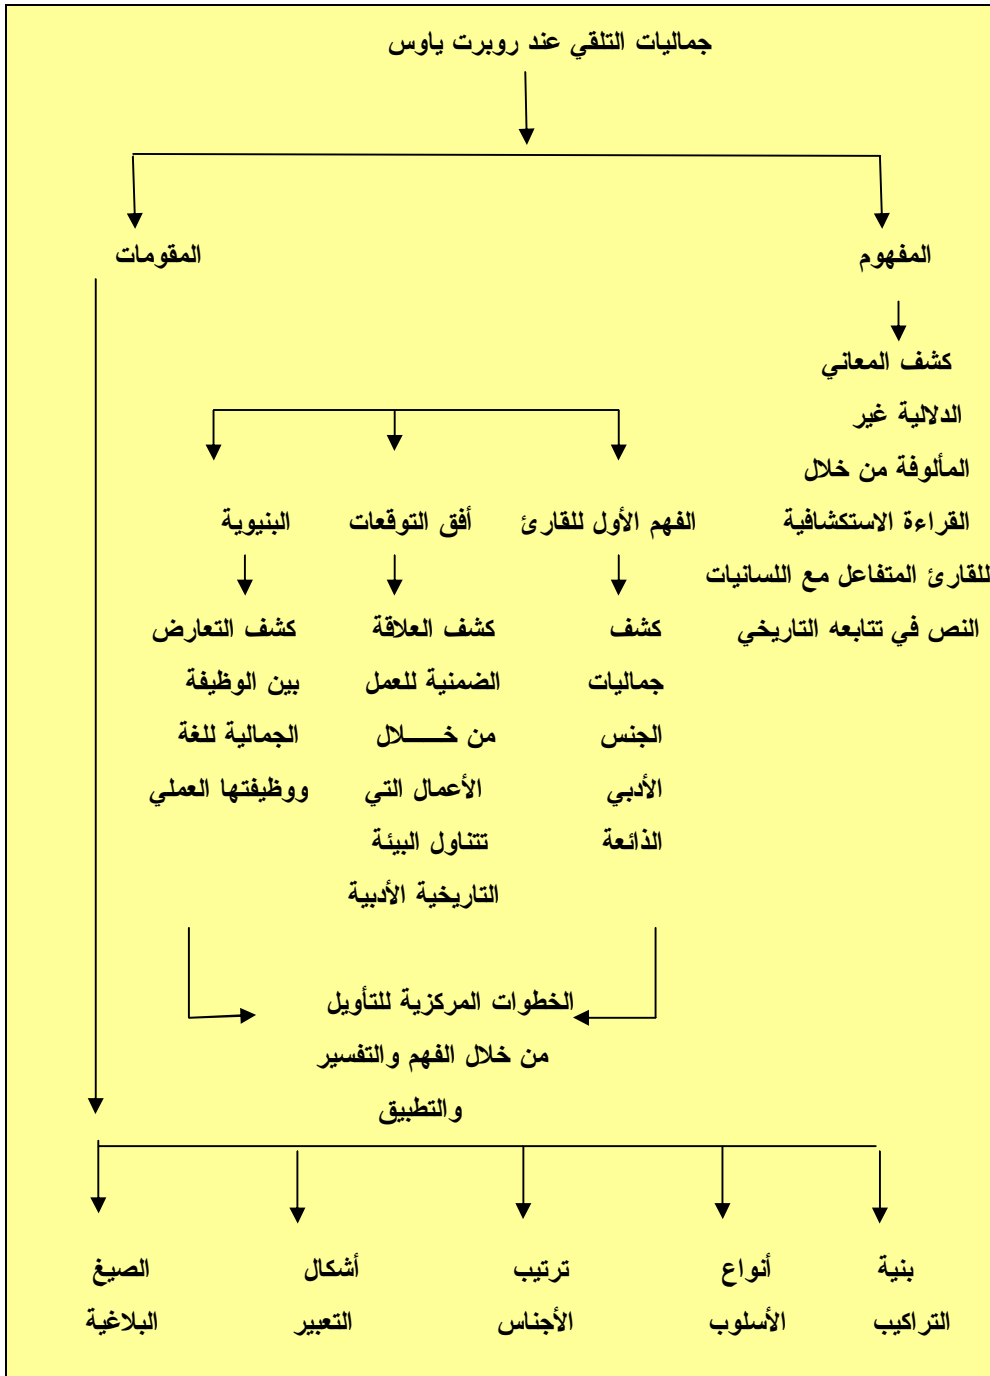 جماليات التلقي عند روبرت ياوس
المفهوم
المقومات
كشف المعاني
الدلالية غير
المألوفة من خلال
القراءة الاستكشافية
للقارئ المتفاعل مع اللسانيات
النص في تتابعه التاريخي
الفهم الأول للقارئ
أفق التوقعات
البنيوية
كشف
جماليات
الجنس
الأدبي
الذائعة
كشف العلاقة
الضمنية للعمل
من خـــــلال
الأعمال التي
تتناول البيئة
التاريخية الأدبية
كشف التعارض
بين الوظيفة
الجمالية للغة
ووظيفتها العملي
الخطوات المركزية للتأويل
من خلال الفهم والتفسير
والتطبيق
بنية
التراكيب
أنواع
الأسلوب
ترتيب
الأجناس
أشكال
التعبير
الصيغ
البلاغية